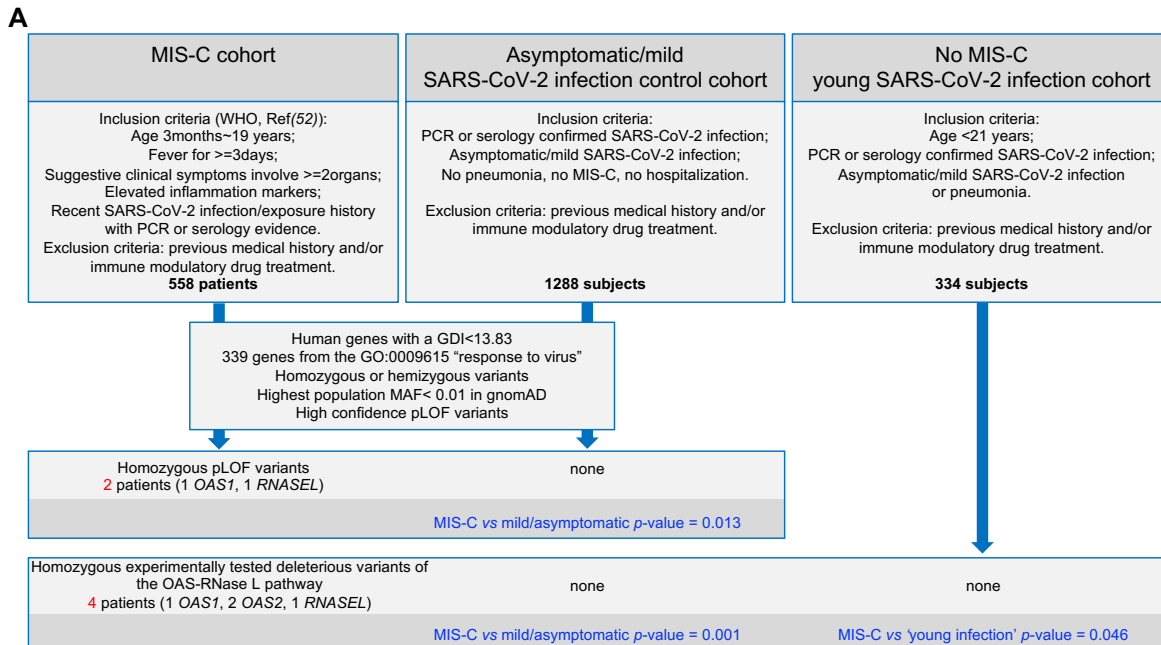 A
MIS-C cohort
Inclusion criteria (WHO, Ref(52)):
Age 3months~19 years;
Fever for >=3days;
Suggestive clinical symptoms involve >=2organs;
Elevated inflammation markers;
Recent SARS-CoV-2 infection/exposure history
with PCR or serology evidence.
Exclusion criteria: previous medical history and/or
immune modulatory drug treatment.
558 patients
Asymptomatic/mild
SARS-CoV-2 infection control cohort
Inclusion criteria:
PCR or serology confirmed SARS-CoV-2 infection;
Asymptomatic/mild SARS-CoV-2 infection;
No pneumonia, no MIS-C, no hospitalization.
Exclusion criteria: previous medical history and/or
immune modulatory drug treatment.
1288 subjects
No MIS-C
young SARS-CoV-2 infection cohort
Inclusion criteria:
Age <21 years;
PCR or serology confirmed SARS-CoV-2 infection;
Asymptomatic/mild SARS-CoV-2 infection
or pneumonia.
Exclusion criteria: previous medical history and/or
immune modulatory drug treatment.
334 subjects
Human genes with a GDI<13.83
339 genes from the GO:0009615 “response to virus”
Homozygous or hemizygous variants
Highest population MAF< 0.01 in gnomAD
High confidence pLOF variants
Homozygous pLOF variants
2 patients (1 OAS1, 1 RNASEL)
none
MIS-C vs mild/asymptomatic p-value = 0.013
Homozygous experimentally tested deleterious variants of
the OAS-RNase L pathway
4 patients (1 OAS1, 2 OAS2, 1 RNASEL)
none
none
MIS-C vs mild/asymptomatic p-value = 0.001
MIS-C vs ‘young infection’ p-value = 0.046